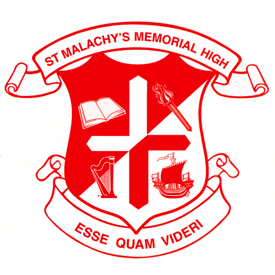 ST MALACHY'S MEMORIAL HIGH
ESSE QUAM VIDERI